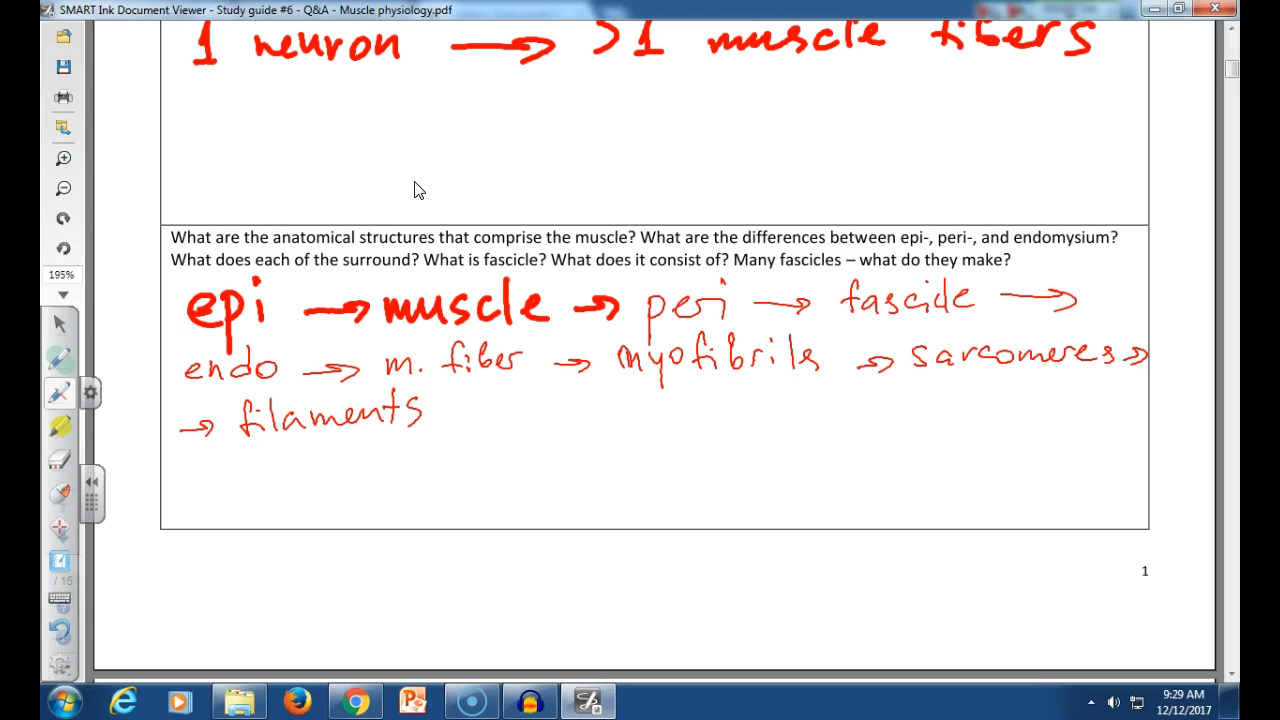 SMART Ink Document Viewer - Study guide #6 - Q&A - Muscle physiology.pdf
1 neuron → >1 muscle fibers
What are the anatomical structures that comprise the muscle? What are the differences between epi-, peri-, and endomysium?
What does each of the surround? What is fascicle? What does it consist of? Many fascicles – what do they make?
epi → muscle → peri → fascicle →
endo → m. fiber → myofibrils → sarcomeres →
→ filaments
1
195%
/ 15
9:29 AM
12/12/2017